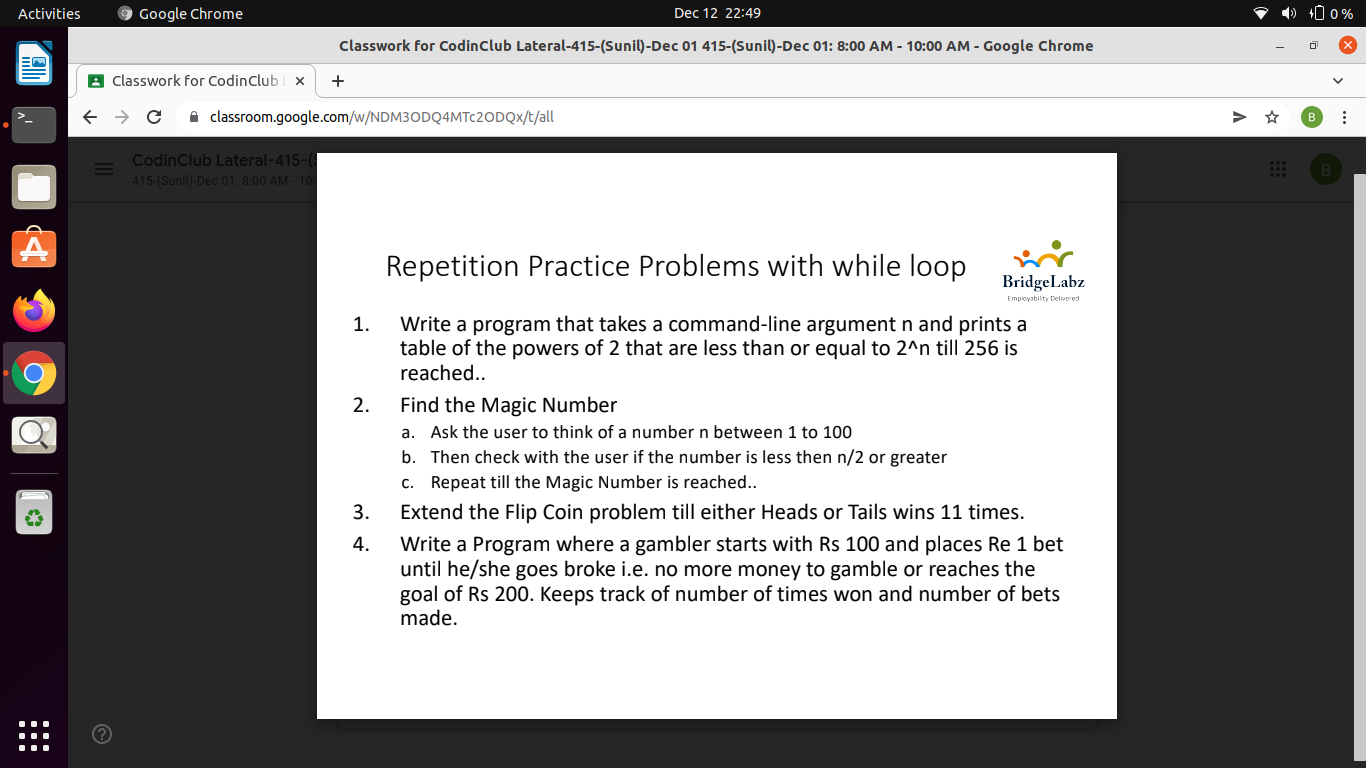 Activities
Google Chrome
Dec 12 22:49
0 %
Classwork for CodinClub Lateral-415-(Sunil)-Dec 01 415-(Sunil)-Dec 01: 8:00 AM - 10:00 AM - Google Chrome
Classwork for CodinClub L
classroom.google.com/w/NDM3ODQ4MTc2ODQx/t/all
B
CodinClub Lateral-415-(S
415-(Sunil)-Dec 01: 8:00 AM - 10
B
Repetition Practice Problems with while loop
BridgeLabz
Employability Delivered
1. Write a program that takes a command-line argument n and prints a
table of the powers of 2 that are less than or equal to 2^n till 256 is
reached..
2. Find the Magic Number
a. Ask the user to think of a number n between 1 to 100
b. Then check with the user if the number is less then n/2 or greater
c. Repeat till the Magic Number is reached..
3. Extend the Flip Coin problem till either Heads or Tails wins 11 times.
4. Write a Program where a gambler starts with Rs 100 and places Re 1 bet
until he/she goes broke i.e. no more money to gamble or reaches the
goal of Rs 200. Keeps track of number of times won and number of bets
made.